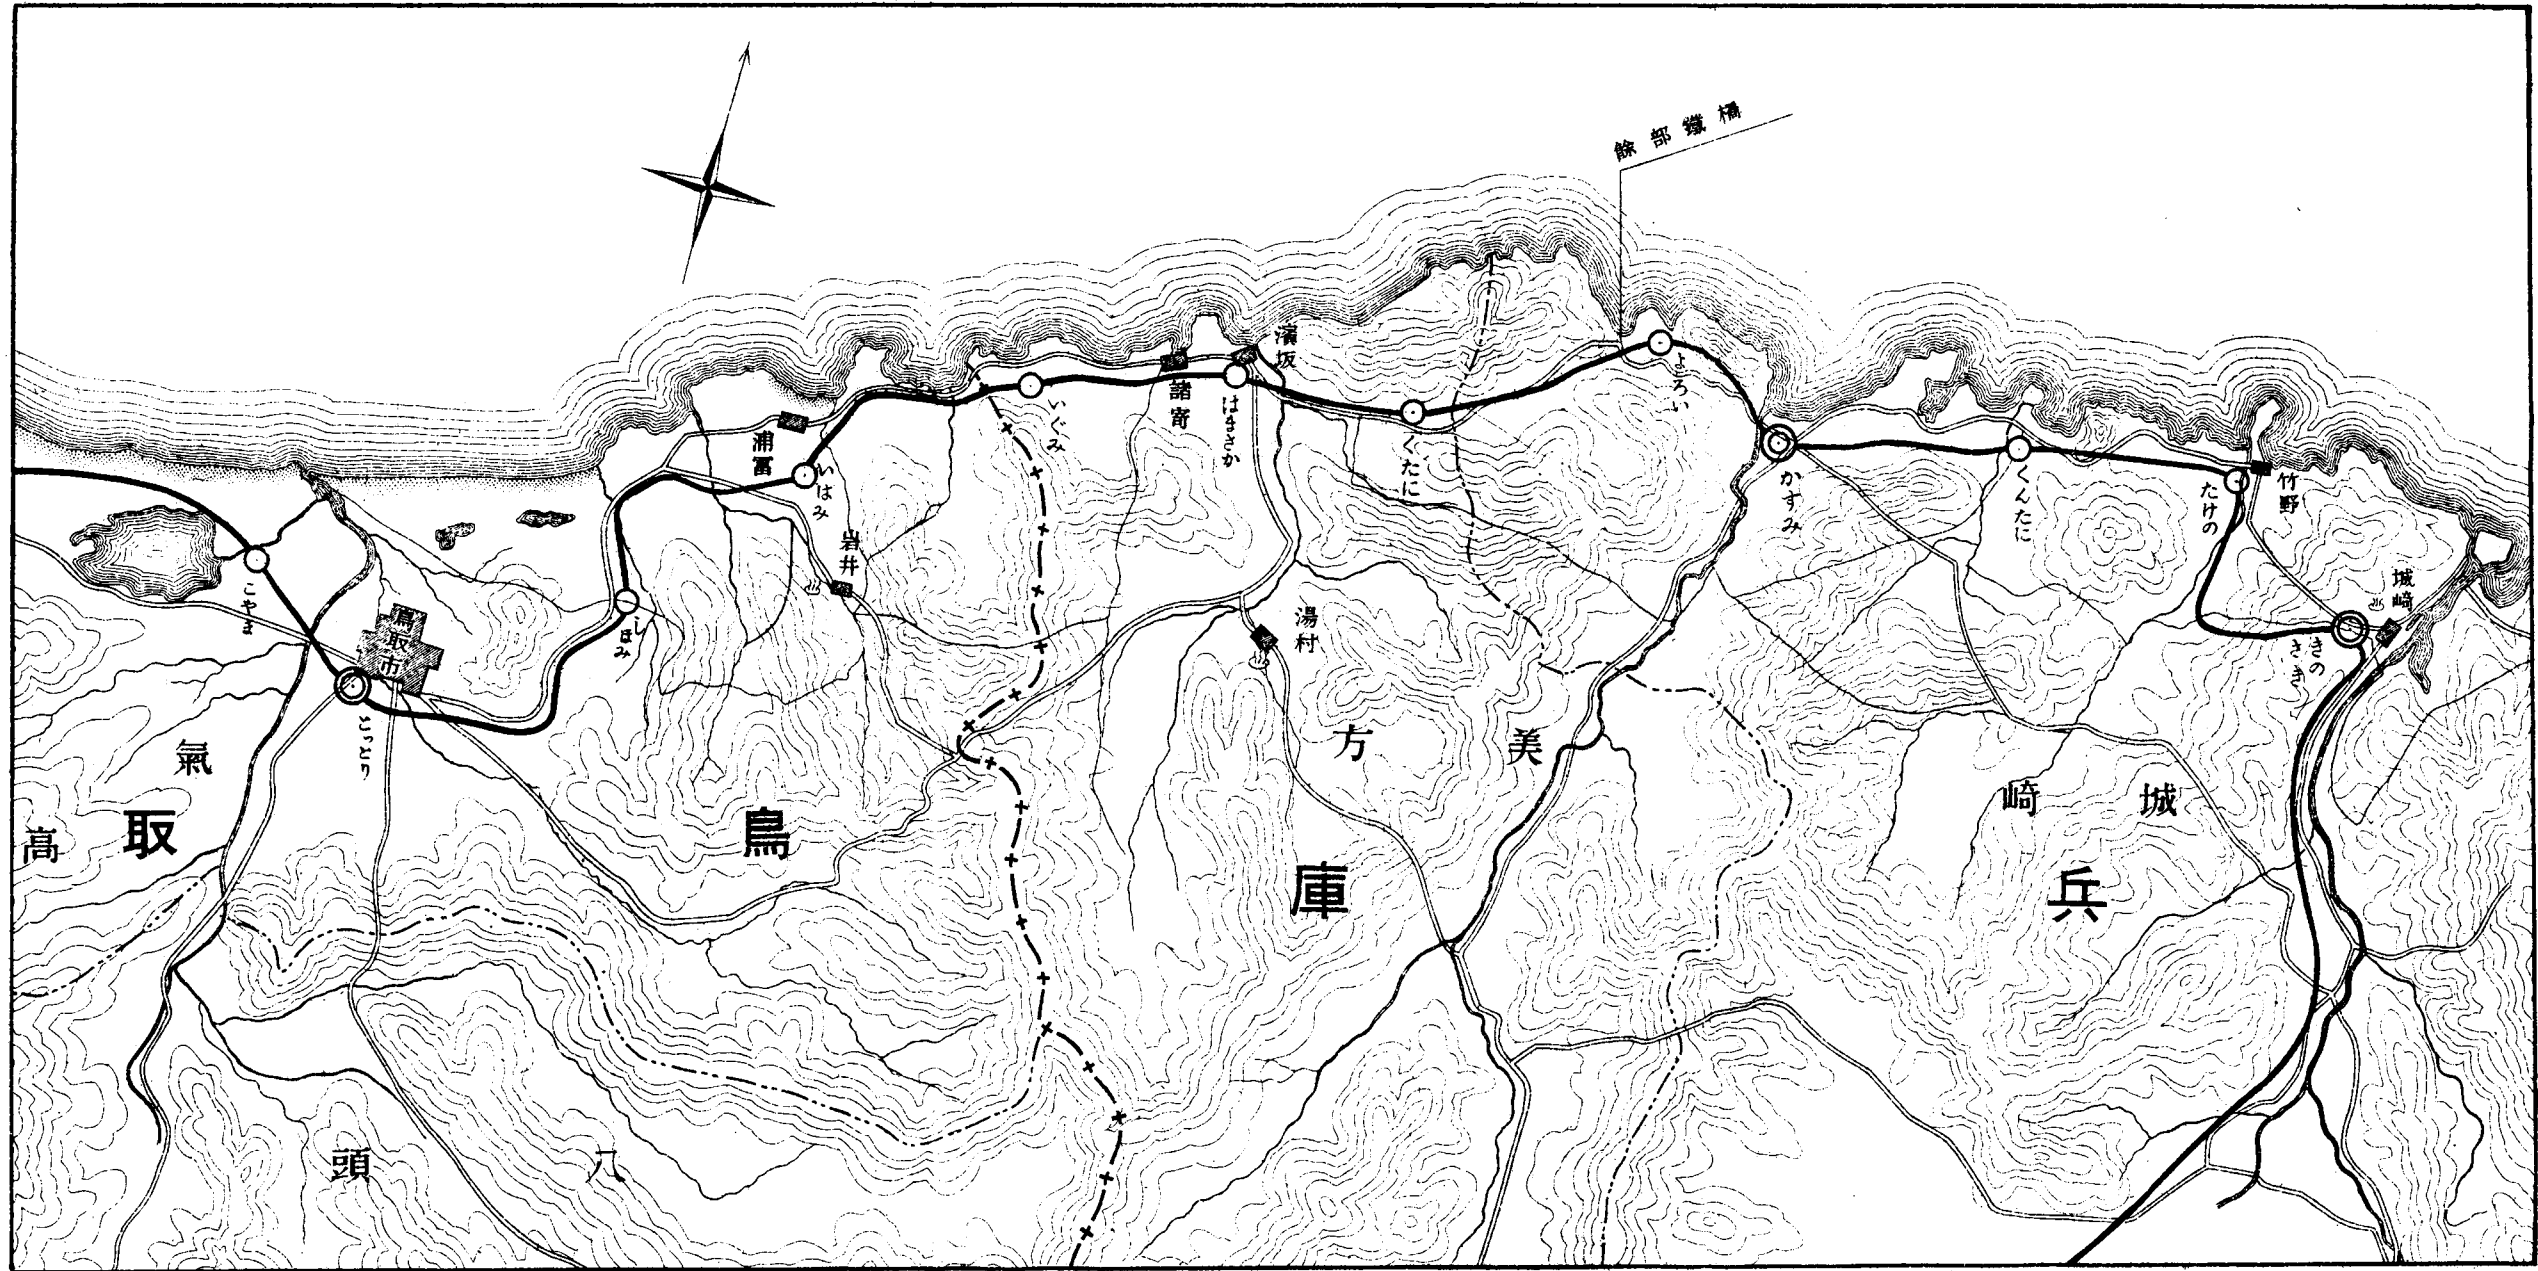 餘部鐵橋
濱坂
諸寄
浦富
岩井
湯村
竹野
城崎
鳥取市
こやま
とっとり
しほみ
いはみ
いぐみ
はまさか
くたに
よろい
かすみ
くんたに
たけの
きの
さき
氣
高
取
鳥
八
頭
美
方
庫
兵
城
崎